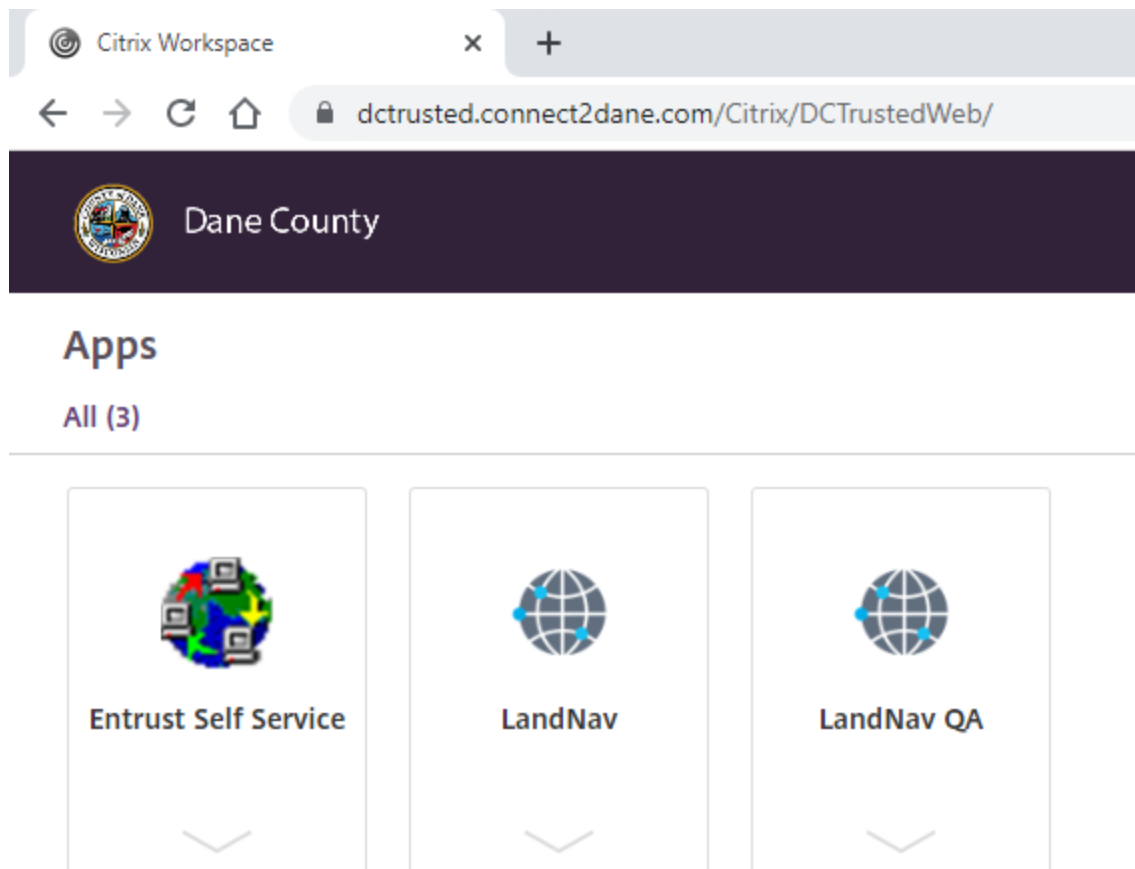 Citrix Workspace
dctrusted.connect2dane.com/Citrix/DCTrustedWeb/
Dane County
Apps
All (3)
Entrust Self Service
LandNav
LandNav QA